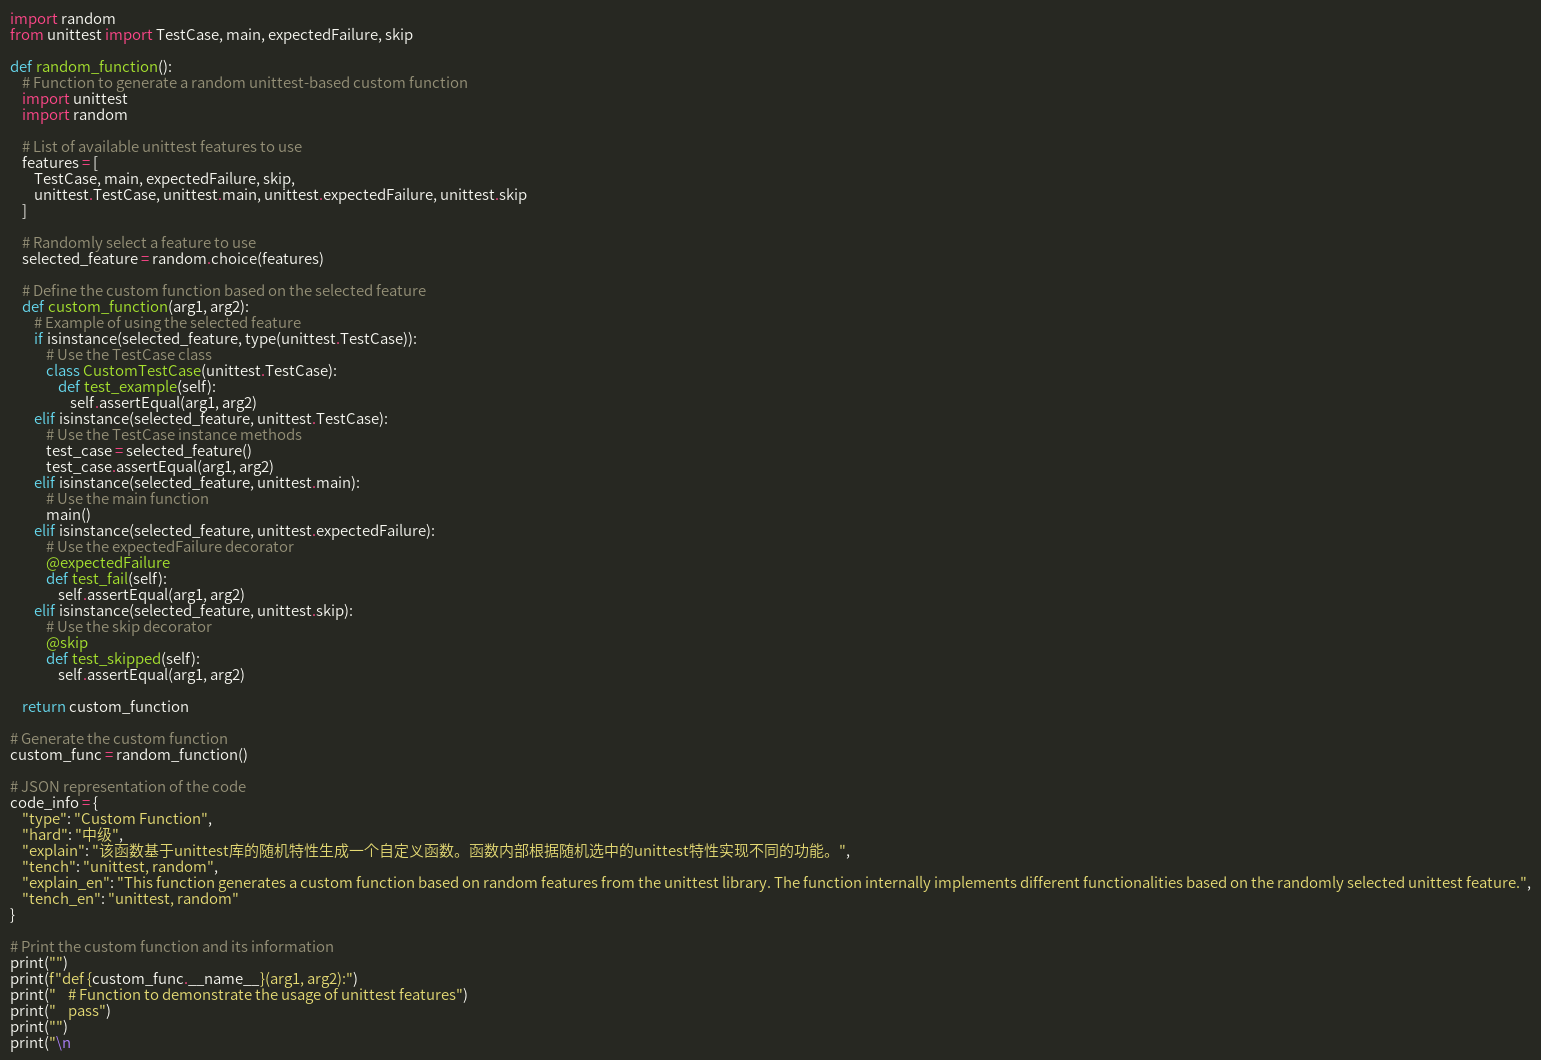 import random
from unittest import TestCase, main, expectedFailure, skip

def random_function():
    # Function to generate a random unittest-based custom function
    import unittest
    import random

    # List of available unittest features to use
    features = [
        TestCase, main, expectedFailure, skip,
        unittest.TestCase, unittest.main, unittest.expectedFailure, unittest.skip
    ]

    # Randomly select a feature to use
    selected_feature = random.choice(features)

    # Define the custom function based on the selected feature
    def custom_function(arg1, arg2):
        # Example of using the selected feature
        if isinstance(selected_feature, type(unittest.TestCase)):
            # Use the TestCase class
            class CustomTestCase(unittest.TestCase):
                def test_example(self):
                    self.assertEqual(arg1, arg2)
        elif isinstance(selected_feature, unittest.TestCase):
            # Use the TestCase instance methods
            test_case = selected_feature()
            test_case.assertEqual(arg1, arg2)
        elif isinstance(selected_feature, unittest.main):
            # Use the main function
            main()
        elif isinstance(selected_feature, unittest.expectedFailure):
            # Use the expectedFailure decorator
            @expectedFailure
            def test_fail(self):
                self.assertEqual(arg1, arg2)
        elif isinstance(selected_feature, unittest.skip):
            # Use the skip decorator
            @skip
            def test_skipped(self):
                self.assertEqual(arg1, arg2)

    return custom_function

# Generate the custom function
custom_func = random_function()

# JSON representation of the code
code_info = {
    "type": "Custom Function",
    "hard": "中级",
    "explain": "该函数基于unittest库的随机特性生成一个自定义函数。函数内部根据随机选中的unittest特性实现不同的功能。",
    "tench": "unittest, random",
    "explain_en": "This function generates a custom function based on random features from the unittest library. The function internally implements different functionalities based on the randomly selected unittest feature.",
    "tench_en": "unittest, random"
}

# Print the custom function and its information
print("")
print(f"def {custom_func.__name__}(arg1, arg2):")
print("    # Function to demonstrate the usage of unittest features")
print("    pass")
print("")
print("\n